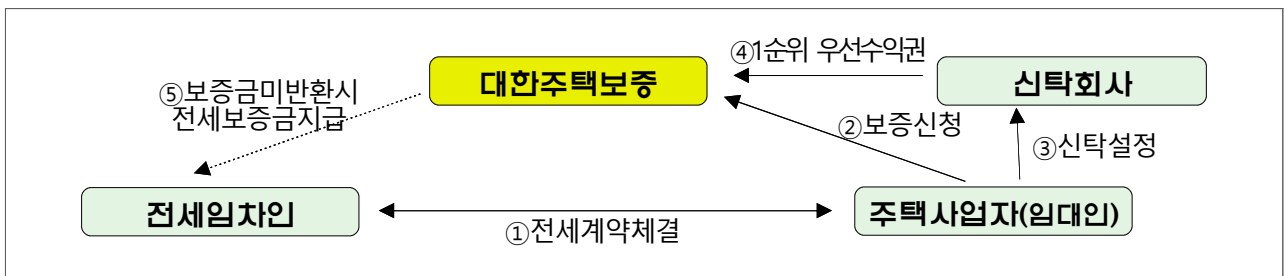 ④1순위 우선수익권
대한주택보증
신탁회사
⑤보증금미반환시
전세보증금지급
②보증신청
③신탁설정
전세임차인
주택사업자(임대인)
①전세계약체결